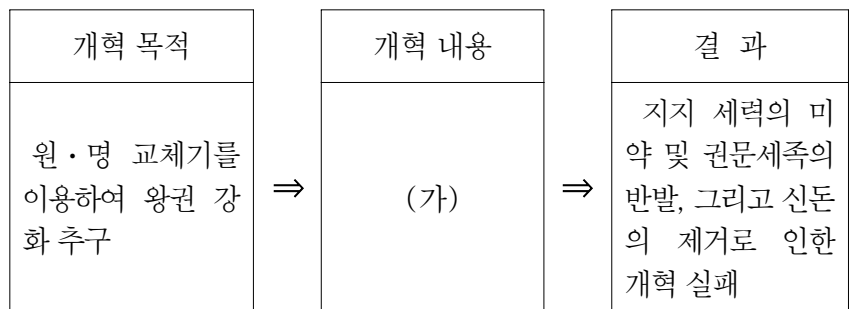 개혁 목적
원·명 교체기를
이용하여 왕권 강
화 추구
⇒
개혁 내용
(가)
⇒
결 과
지지 세력의 미
약 및 권문세족의
반발, 그리고 신돈
의 제거로 인한
개혁 실패